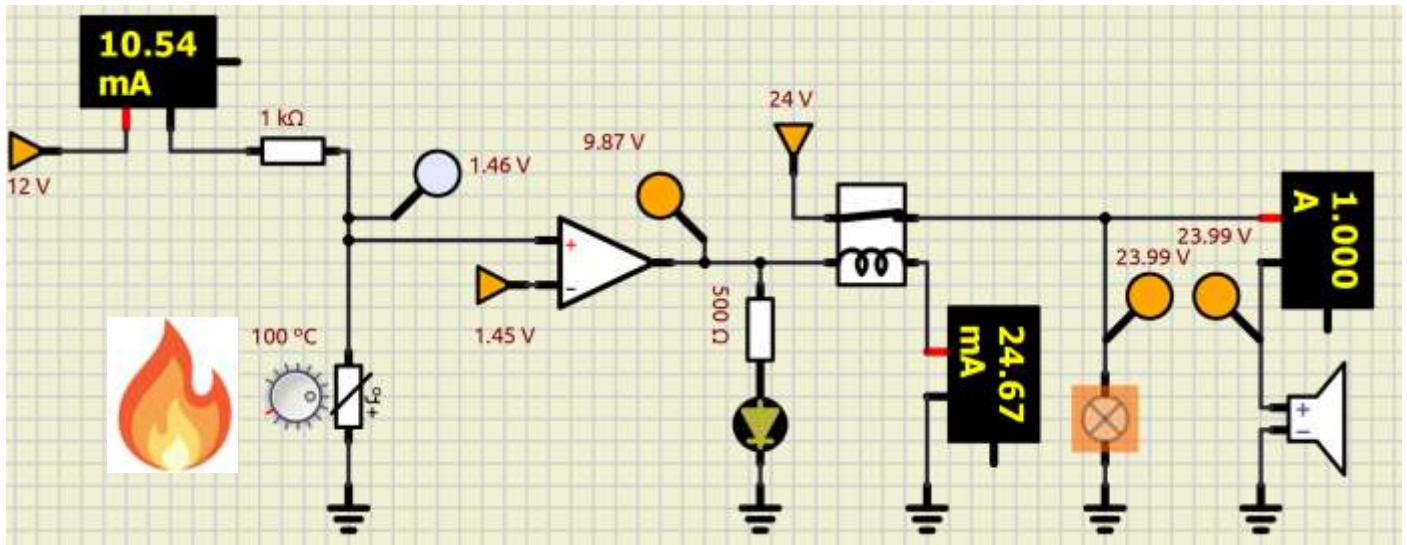 10.54
mA
1 kΩ
12 V
1.46 V
9.87 V
24 V
+
−
1.45 V
100 ºC
500 Ω
24.67
mA
23.99 V
23.99 V
1.000
A
+
−